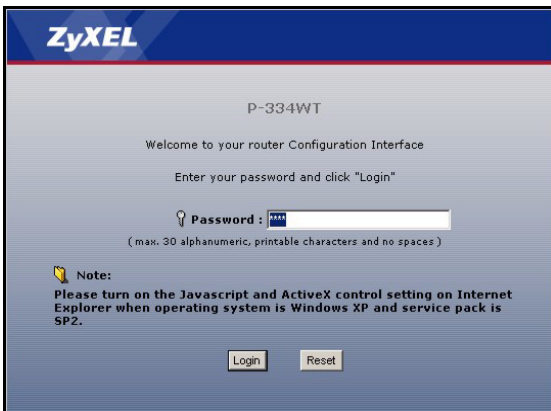 ZyXEL
P-334WT
Welcome to your router Configuration Interface
Enter your password and click "Login"
Password : ****
( max. 30 alphanumeric, printable characters and no spaces )
Note:
Please turn on the Javascript and ActiveX control setting on Internet
Explorer when operating system is Windows XP and service pack is
SP2.
Login Reset